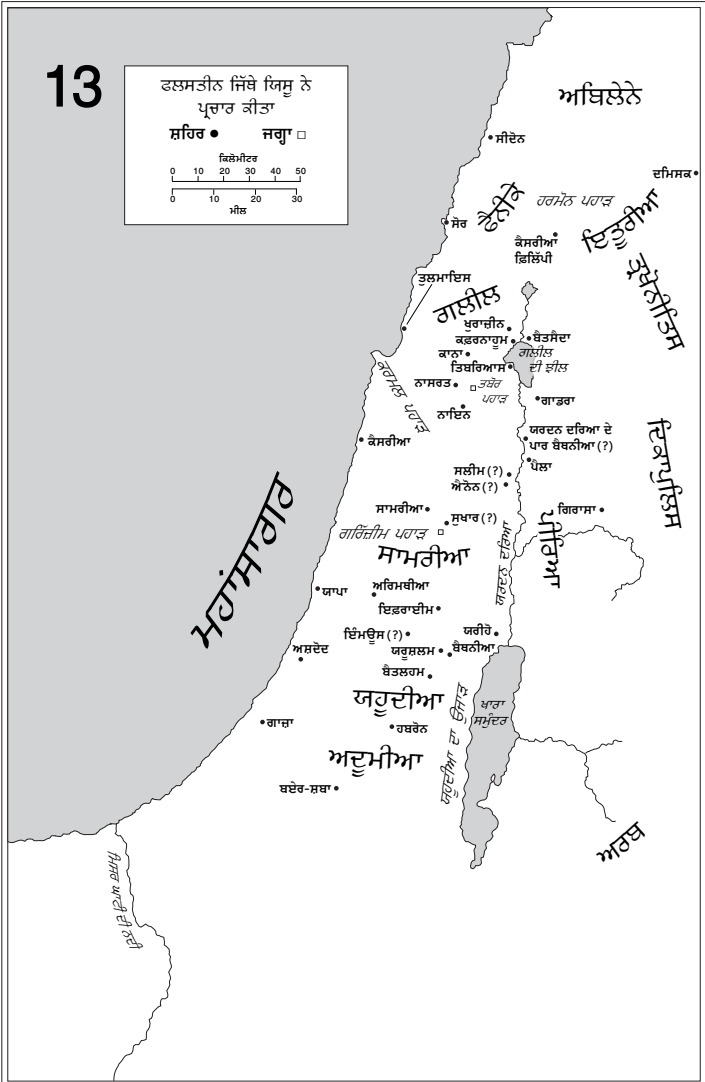 13
ਫਲਸਤੀਨ ਜਿੱਥੇ ਯਿਸੂ ਨੇ
ਪ੍ਰਚਾਰ ਕੀਤਾ
ਸ਼ਹਿਰ ਜਗ੍ਹਾ
ਕਿਲੋਮੀਟਰ
0 10 20 30 40 50
0 10 20 30
ਮੀਲ
ਅਬਿਲੇਨੇ
ਸੀਦੋਨ
ਦਮਿਸਕ
ਫੈਨੀਕੇ
ਹਰਮੋਨ ਪਹਾੜ
ਇਤੂਰੀਆ
ਸੋਰ
ਕੈਸਰੀਆ
ਫ਼ਿਲਿੱਪੀ
ਤ੍ਰਖੋਨੀਤਿਸ
ਤੁਲਮਾਇਸ
ਗਲੀਲ
ਖੁਰਾਜ਼ੀਨ
ਕਫ਼ਰਨਾਹੂਮ
ਬੈਤਸੈਦਾ
ਕਾਨਾ
ਗਲੀਲ
ਦੀ ਝੀਲ
ਤਿਬਰਿਆਸ
ਕਰਮਲ ਪਹਾੜ
ਨਾਸਰਤ
ਤਬੋਰ
ਪਹਾੜ
ਗਾਡਰਾ
ਨਾਇਨ
ਯਰਦਨ ਦਰਿਆ ਦੇ
ਪਾਰ ਬੈਥਨੀਆ (?)
ਕੈਸਰੀਆ
ਪੈਲਾ
ਦਿਕਾਪੁਲਿਸ
ਸਲੀਮ (?)
ਐਨੋਨ (?)
ਮਹਾਂਸਾਗਰ
ਸਾਮਰੀਆ
ਸੁਖਾਰ (?)
ਗਿਰਾਸਾ
ਗਰਿੱਜ਼ੀਮ ਪਹਾੜ
ਪੀਰਿਆ
ਸਾਮਰੀਆ
ਯਰਦਨ ਦਰਿਆ
ਯਾਪਾ
ਅਰਿਮਥੀਆ
ਇਫ਼ਰਾਈਮ
ਇੰਮਊਸ (?)
ਯਰੀਹੋ
ਅਸ਼ਦੋਦ
ਯਰੂਸ਼ਲਮ
ਬੈਥਨੀਆ
ਬੈਤਲਹਮ
ਯਹੂਦੀਆ
ਖਾਰਾ
ਸਮੁੰਦਰ
ਗਾਜ਼ਾ
ਹਬਰੋਨ
ਯਹੂਦੀਆ ਦਾ ਉਜਾੜ
ਅਦੂਮੀਆ
ਬਏਰ-ਸ਼ਬਾ
ਅਰਬ
ਮਿਸਰ ਘਾਟੀ ਦੀ ਨਦੀ